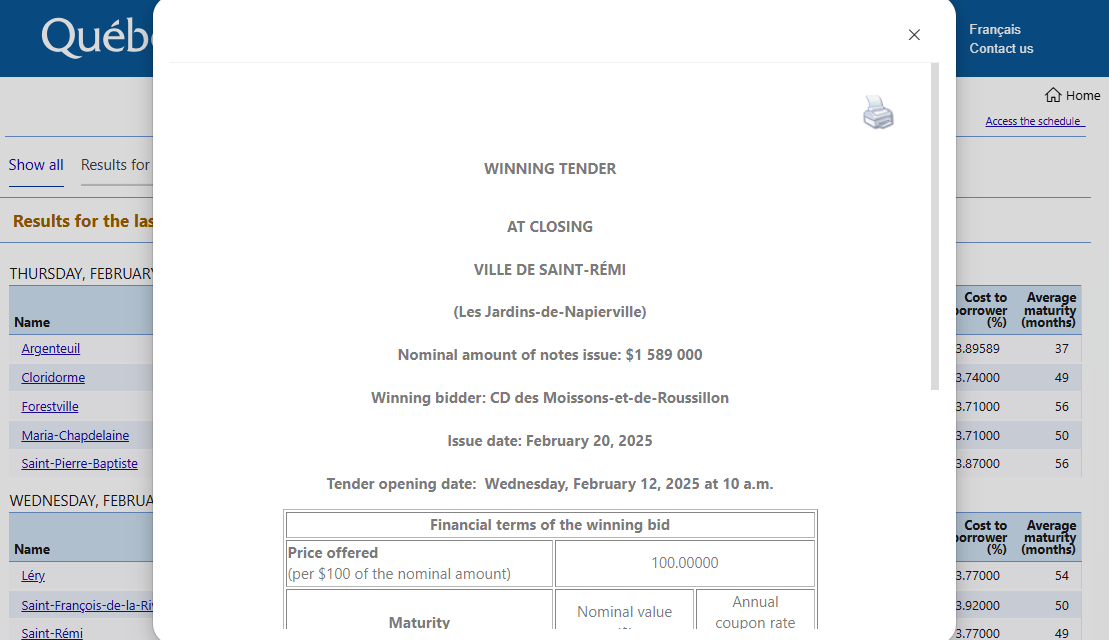 Québ
Français
Contact us
Home
Access the schedule
Show all
Results for
Results for the las
THURSDAY, FEBRUARY
Name
Cost to
borrower
(%)
Average
maturity
(months)
Argenteuil
3.89589
37
Cloridorme
3.74000
49
Forestville
3.71000
56
Maria-Chapdelaine
3.71000
50
Saint-Pierre-Baptiste
3.87000
56
WEDNESDAY, FEBRUA
Name
Cost to
borrower
(%)
Average
maturity
(months)
Léry
3.77000
54
Saint-François-de-la-Riv
3.92000
50
Saint-Rémi
3.77000
49
WINNING TENDER
AT CLOSING
VILLE DE SAINT-RÉMI
(Les Jardins-de-Napierville)
Nominal amount of notes issue: $1 589 000
Winning bidder: CD des Moissons-et-de-Roussillon
Issue date: February 20, 2025
Tender opening date: Wednesday, February 12, 2025 at 10 a.m.
Financial terms of the winning bid
Price offered
(per $100 of the nominal amount)
100.00000
Maturity
Nominal value
Annual
coupon rate